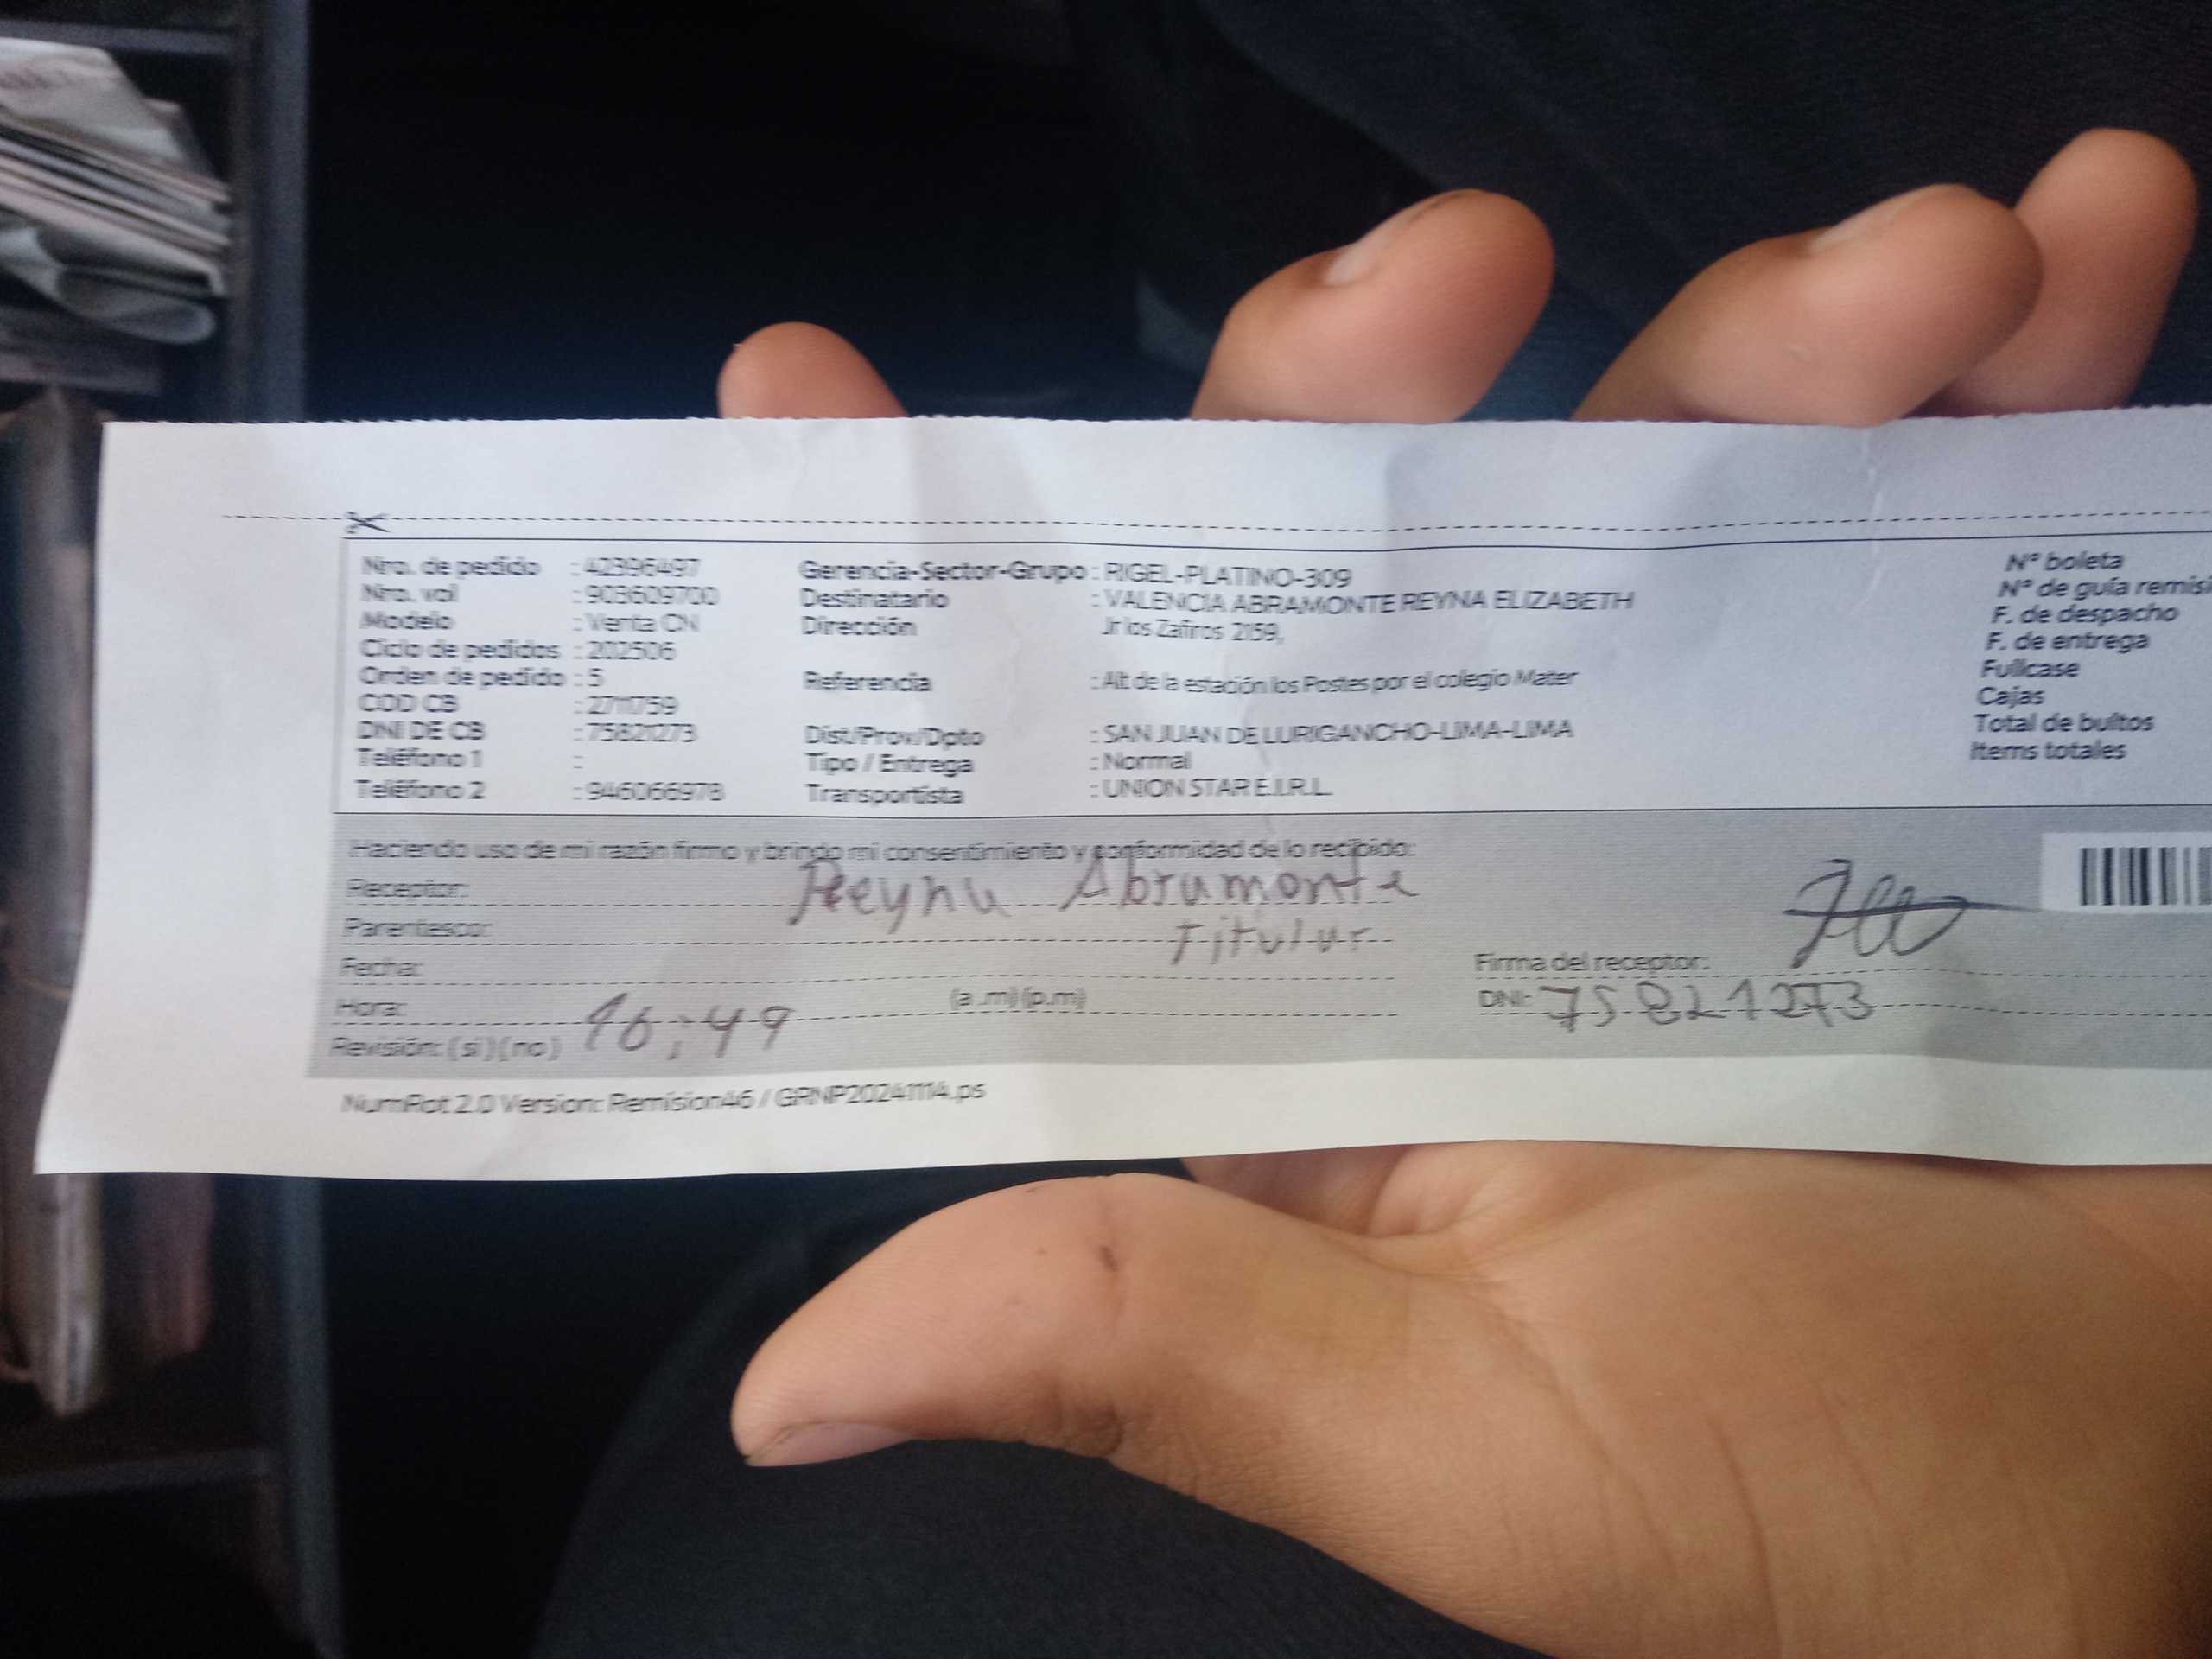 Nro. de pedido : 42396497
Nro. val : 903609700
Modelo : Venta CN
Ciclo de pedidos : 202506
Orden de pedido : 5
COD CB : 2711759
DNI DE CB : 75821273
Teléfono 1 :
Teléfono 2 : 946066978
Gerencia-Sector-Grupo : RIGEL-PLATINO-309
Destinatario : VALENCIA ABRAMONTE REYNA ELIZABETH
Dirección Jr los Zafiros 2159,
Referencia : Alt de la estación los Postes por el colegio Mater
Dist/Prov/Dpto : SAN JUAN DE LURIGANCHO-LIMA-LIMA
Tipo / Entrega : Normal
Transportista : UNION STAR E.I.R.L.
N° boleta
N° de guía remisi
F. de despacho
F. de entrega
Fullcase
Cajas
Total de bultos
Items totales
Haciendo uso de mi razón firmo y brindo mi consentimiento y conformidad de lo recibido:
Receptor: Reyna Abramonte
Parentesco: Titular
Fecha:
Hora: 16:49 (a.m) (p.m)
Revisión: (si) (no)
Firma del receptor:
DNI: 75821273
NumRot 2.0 Version: Remision46 / GRNP20241114.ps